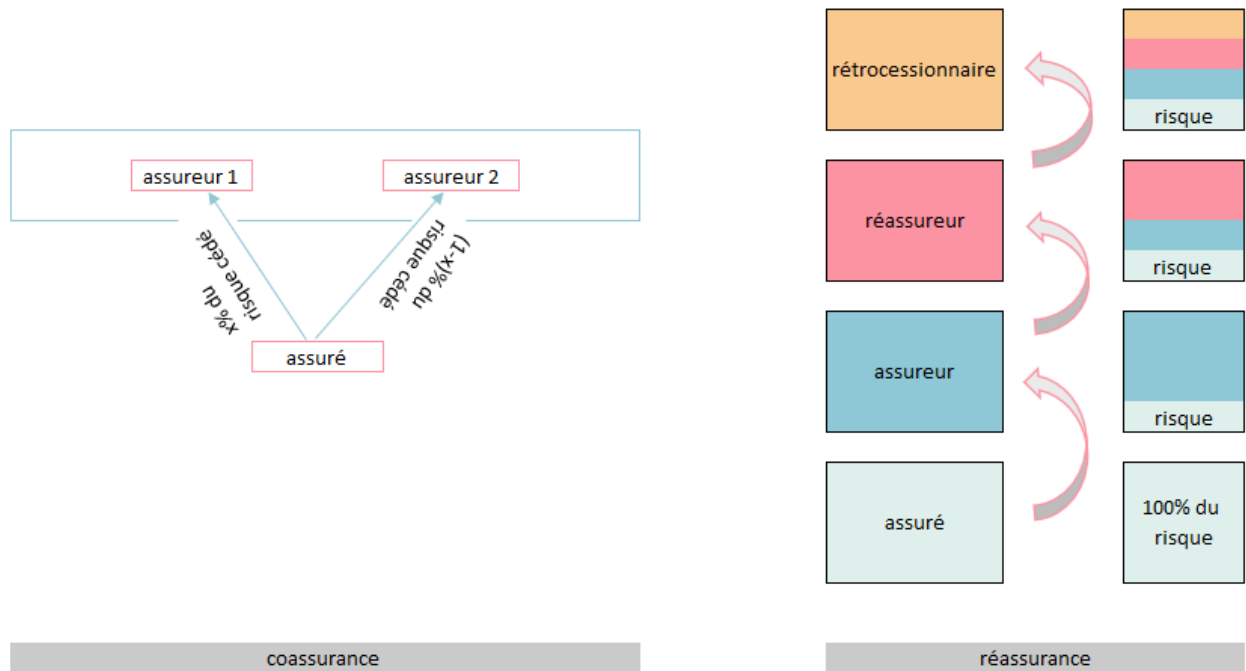 assureur 1
assureur 2
x% du
risque cédé
(1-x)% du
risque cédé
assuré
coassurance
rétrocessionnaire
risque
réassureur
risque
assureur
risque
assuré
100% du
risque
réassurance